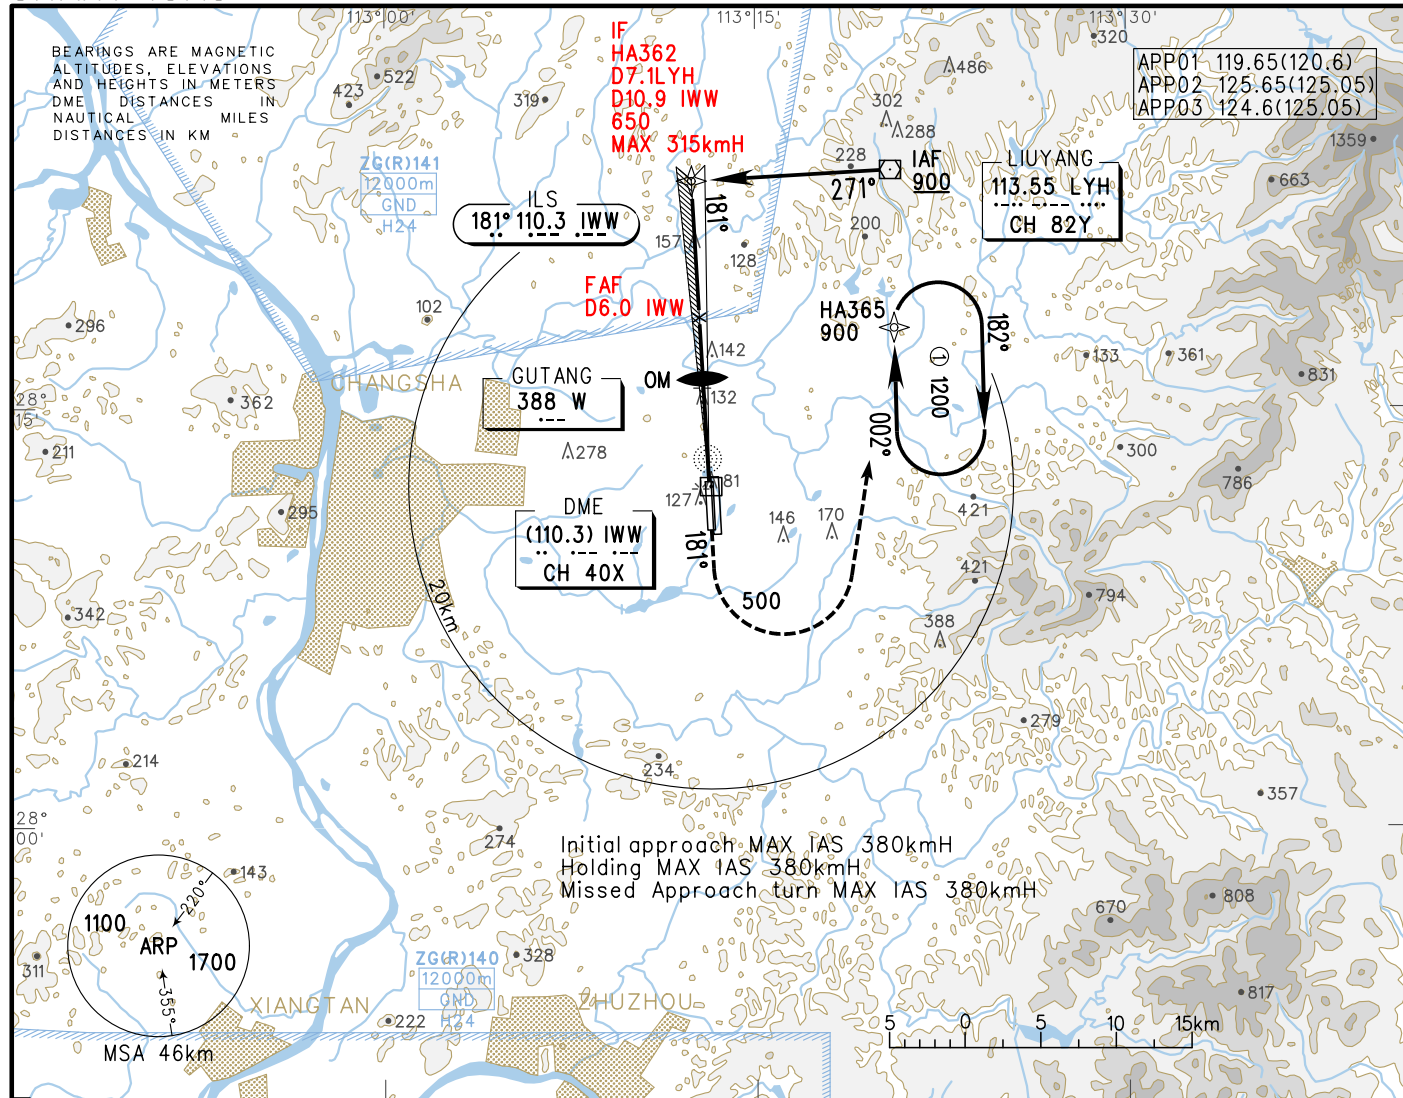 113°00'
113°15'
113°30'
BEARINGS ARE MAGNETIC
ALTITUDES, ELEVATIONS
AND HEIGHTS IN METERS
DME DISTANCES IN
NAUTICAL MILES
DISTANCES IN KM
IF
HA362
D7.1LYH
D10.9 IWW
650
MAX 315kmH
APP01 119.65(120.6)
APP02 125.65(125.05)
APP03 124.6(125.05)
320
486
522
423
319
302
288
1359
228
IAF
900
271°
LIUYANG
113.55 LYH
CH 82Y
663
ZG(R)141
12000m
GND
H24
ILS
181° 110.3 IWW
181°
200
157
128
FAF
D6.0 IWW
102
296
HA365
900
182°
① 1200
002°
133
361
831
142
CHANGSHA
GUTANG
388 W
OM
132
28°
15'
362
211
278
300
786
81
127
295
DME
(110.3) IWW
CH 40X
181°
146
170
421
421
20km
500
794
342
388
279
214
234
357
28°
00'
274
Initial approach MAX IAS 380kmH
Holding MAX IAS 380kmH
Missed Approach turn MAX IAS 380kmH
143
220°
1100
ARP
1700
355°
MSA 46km
311
670
808
ZG(R)140
12000m
GND
H24
328
817
XIANGTAN
ZHUZHOU
222
5 0 5 10 15km